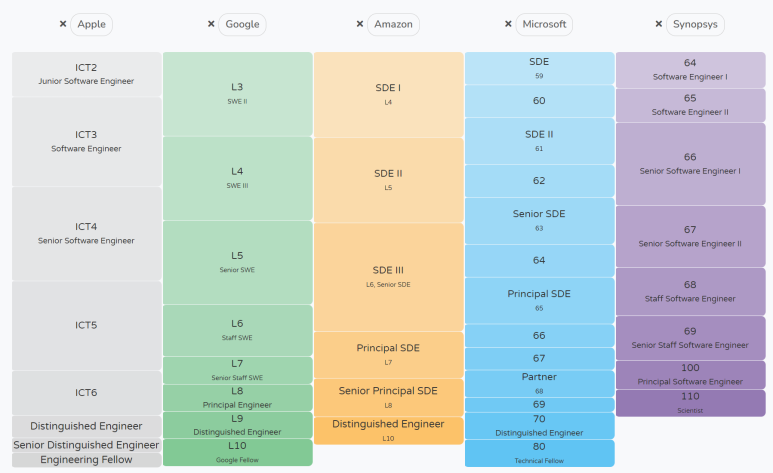 × Apple
× Google
× Amazon
× Microsoft
× Synopsys
ICT2
Junior Software Engineer
ICT3
Software Engineer
ICT4
Senior Software Engineer
ICT5
ICT6
Distinguished Engineer
Senior Distinguished Engineer
Engineering Fellow
L3
SWE II
L4
SWE III
L5
Senior SWE
L6
Staff SWE
L7
Senior Staff SWE
L8
Principal Engineer
L9
Distinguished Engineer
L10
Google Fellow
SDE I
L4
SDE II
L5
SDE III
L6, Senior SDE
Principal SDE
L7
Senior Principal SDE
L8
Distinguished Engineer
L10
SDE
59
60
SDE II
61
62
Senior SDE
63
64
Principal SDE
65
66
67
Partner
68
69
70
Distinguished Engineer
80
Technical Fellow
64
Software Engineer I
65
Software Engineer II
66
Senior Software Engineer I
67
Senior Software Engineer II
68
Staff Software Engineer
69
Senior Staff Software Engineer
100
Principal Software Engineer
110
Scientist